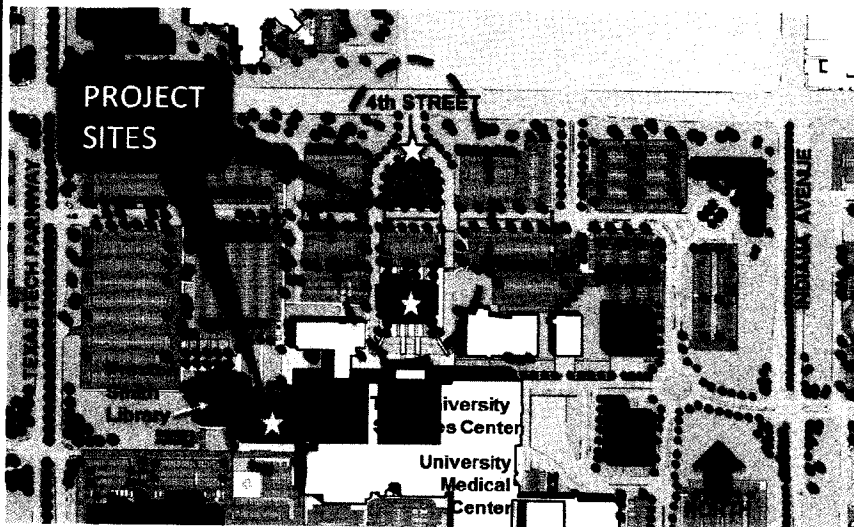 PROJECT
SITES
4th STREET
TEXAS TECH PARKWAY
INDIANA AVENUE
Library
University
Center
University
Medical
Center